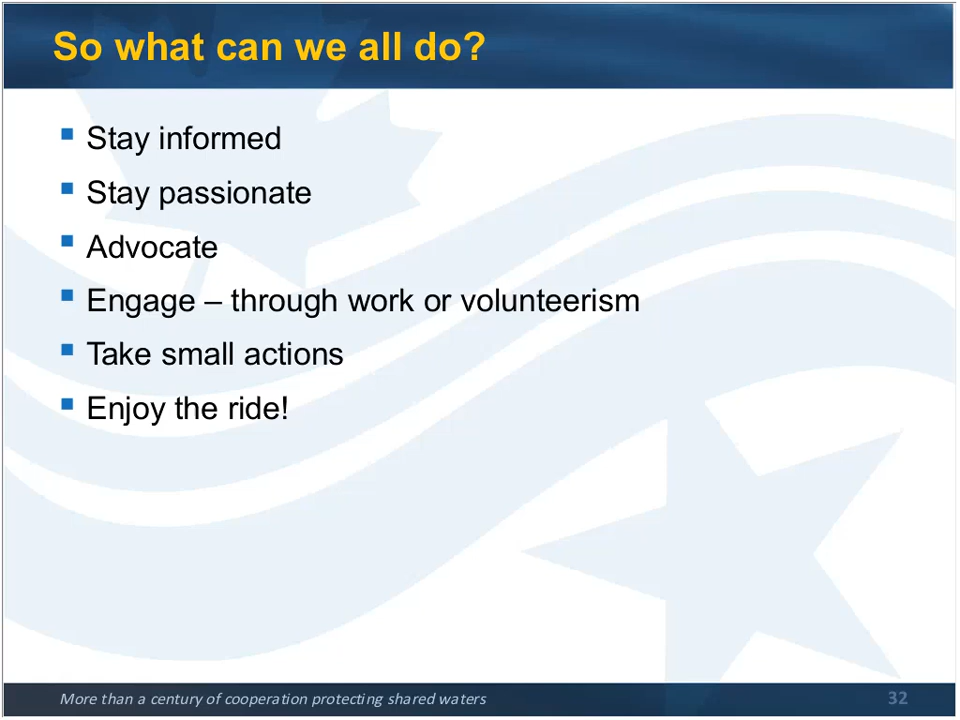 So what can we all do?
Stay informed
Stay passionate
Advocate
Engage – through work or volunteerism
Take small actions
Enjoy the ride!
More than a century of cooperation protecting shared waters
32